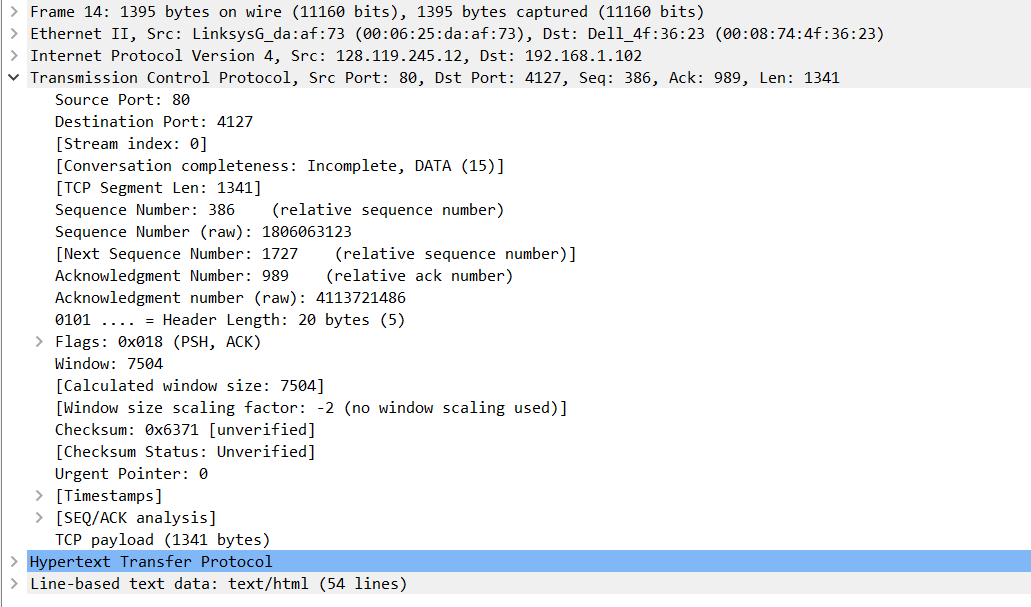 Frame 14: 1395 bytes on wire (11160 bits), 1395 bytes captured (11160 bits)
Ethernet II, Src: LinksysG_da:af:73 (00:06:25:da:af:73), Dst: Dell_4f:36:23 (00:08:74:4f:36:23)
Internet Protocol Version 4, Src: 128.119.245.12, Dst: 192.168.1.102
Transmission Control Protocol, Src Port: 80, Dst Port: 4127, Seq: 386, Ack: 989, Len: 1341
Source Port: 80
Destination Port: 4127
[Stream index: 0]
[Conversation completeness: Incomplete, DATA (15)]
[TCP Segment Len: 1341]
Sequence Number: 386    (relative sequence number)
Sequence Number (raw): 1806063123
[Next Sequence Number: 1727    (relative sequence number)]
Acknowledgment Number: 989    (relative ack number)
Acknowledgment number (raw): 4113721486
0101 .... = Header Length: 20 bytes (5)
Flags: 0x018 (PSH, ACK)
Window: 7504
[Calculated window size: 7504]
[Window size scaling factor: -2 (no window scaling used)]
Checksum: 0x6371 [unverified]
[Checksum Status: Unverified]
Urgent Pointer: 0
[Timestamps]
[SEQ/ACK analysis]
TCP payload (1341 bytes)
Hypertext Transfer Protocol
Line-based text data: text/html (54 lines)